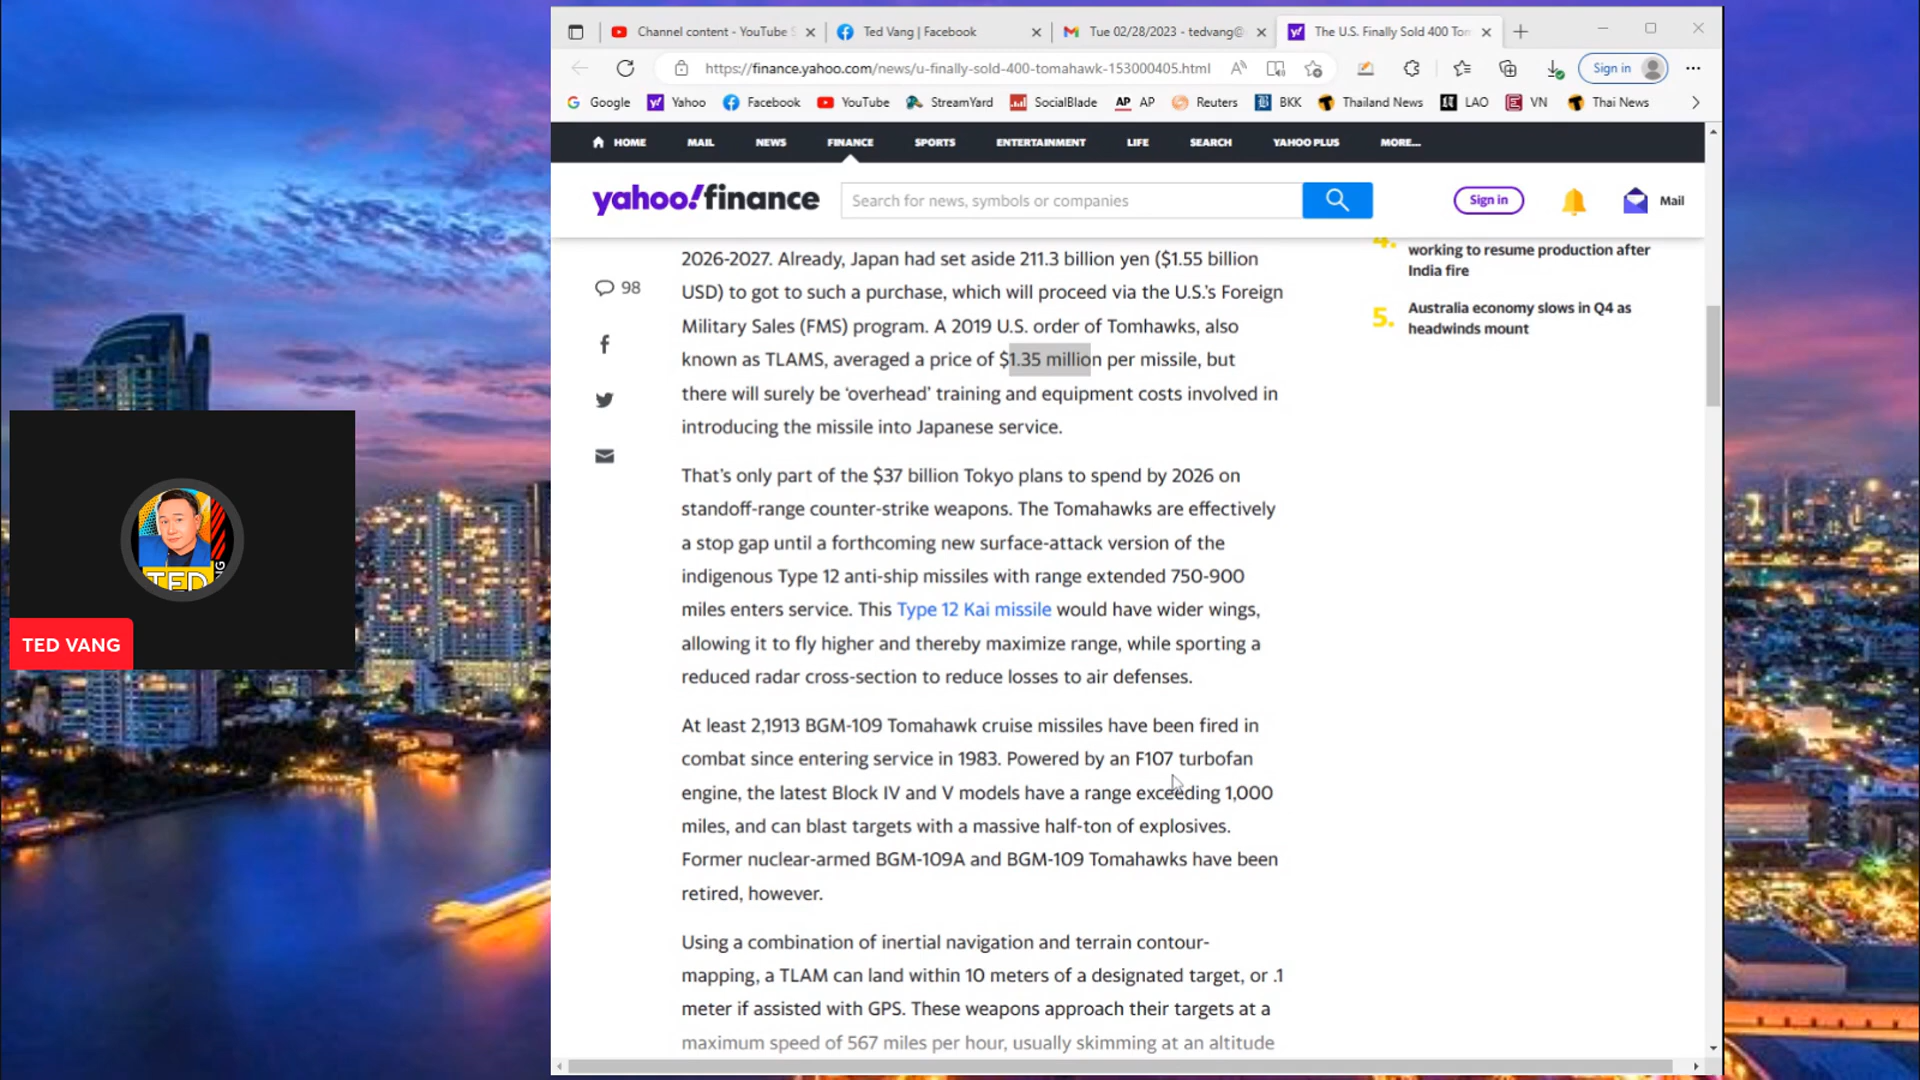 Channel content - YouTube S
Ted Vang | Facebook
Tue 02/28/2023 - tedvang@
The U.S. Finally Sold 400 Tom
https://finance.yahoo.com/news/u-finally-sold-400-tomahawk-153000405.html
Sign in
Google
Yahoo
Facebook
YouTube
StreamYard
SocialBlade
AP AP
Reuters
BKK
Thailand News
LAO
VN
Thai News
HOME
MAIL
NEWS
FINANCE
SPORTS
ENTERTAINMENT
LIFE
SEARCH
YAHOO PLUS
MORE...
yahoo!finance
Search for news, symbols or companies
Sign in
Mail
98
2026-2027. Already, Japan had set aside 211.3 billion yen ($1.55 billion
USD) to got to such a purchase, which will proceed via the U.S.'s Foreign
Military Sales (FMS) program. A 2019 U.S. order of Tomhawks, also
known as TLAMS, averaged a price of $1.35 million per missile, but
there will surely be ‘overhead’ training and equipment costs involved in
introducing the missile into Japanese service.
That's only part of the $37 billion Tokyo plans to spend by 2026 on
standoff-range counter-strike weapons. The Tomahawks are effectively
a stop gap until a forthcoming new surface-attack version of the
indigenous Type 12 anti-ship missiles with range extended 750-900
miles enters service. This Type 12 Kai missile would have wider wings,
allowing it to fly higher and thereby maximize range, while sporting a
reduced radar cross-section to reduce losses to air defenses.
At least 2,1913 BGM-109 Tomahawk cruise missiles have been fired in
combat since entering service in 1983. Powered by an F107 turbofan
engine, the latest Block IV and V models have a range exceeding 1,000
miles, and can blast targets with a massive half-ton of explosives.
Former nuclear-armed BGM-109A and BGM-109 Tomahawks have been
retired, however.
Using a combination of inertial navigation and terrain contour-
mapping, a TLAM can land within 10 meters of a designated target, or .1
meter if assisted with GPS. These weapons approach their targets at a
maximum speed of 567 miles per hour, usually skimming at an altitude
4.
working to resume production after
India fire
5.
Australia economy slows in Q4 as
headwinds mount
TED
NG
TED VANG